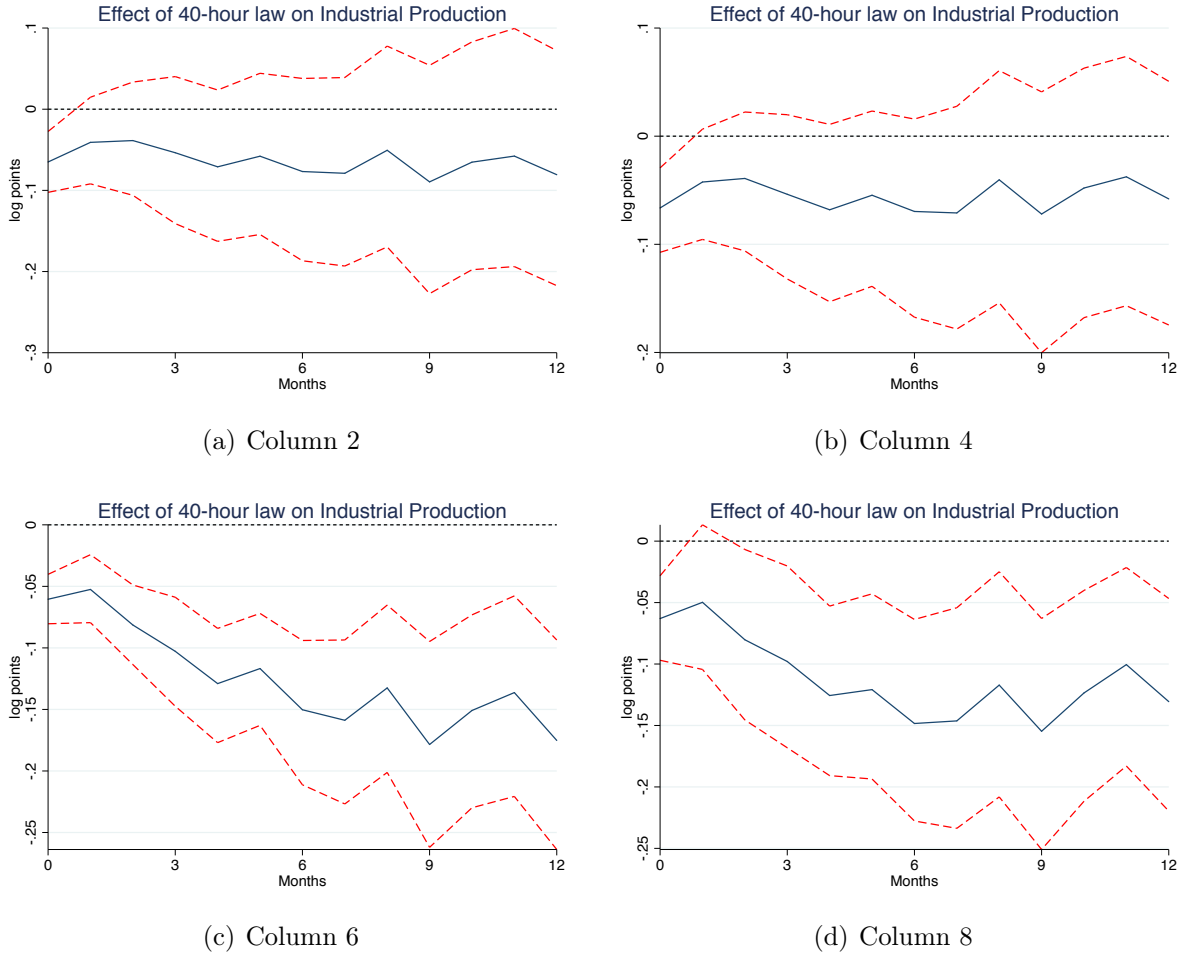 Effect of 40-hour law on Industrial Production
.1
0
-.1
-.2
-.3
log points
0 3 6 9 12
Months
(a) Column 2
Effect of 40-hour law on Industrial Production
.1
0
-.1
-.2
log points
0 3 6 9 12
Months
(b) Column 4
Effect of 40-hour law on Industrial Production
0
-.05
-.1
-.15
-.2
-.25
log points
0 3 6 9 12
Months
(c) Column 6
Effect of 40-hour law on Industrial Production
0
-.05
-.1
-.15
-.2
-.25
log points
0 3 6 9 12
Months
(d) Column 8